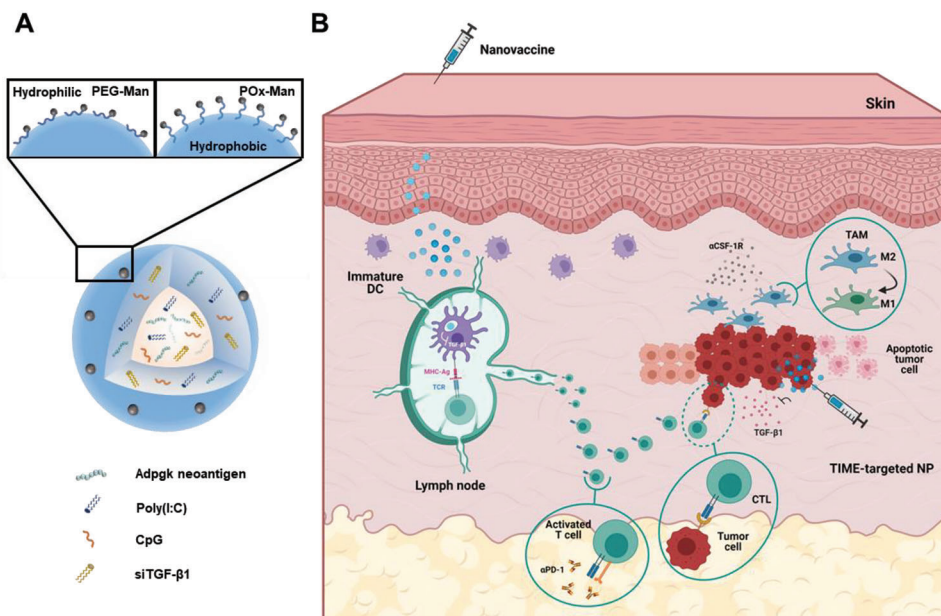 A
Hydrophilic PEG-Man
POx-Man
Hydrophobic
Adpgk neoantigen
Poly(I:C)
CpG
siTGF-β1
B
Nanovaccine
Skin
Immature
DC
TGF-β1
MHC-Ag
TCR
Lymph node
αCSF-1R
TAM
M2
M1
Apoptotic
tumor
cell
TGF-β1
TIME-targeted NP
Activated
T cell
αPD-1
CTL
Tumor
cell